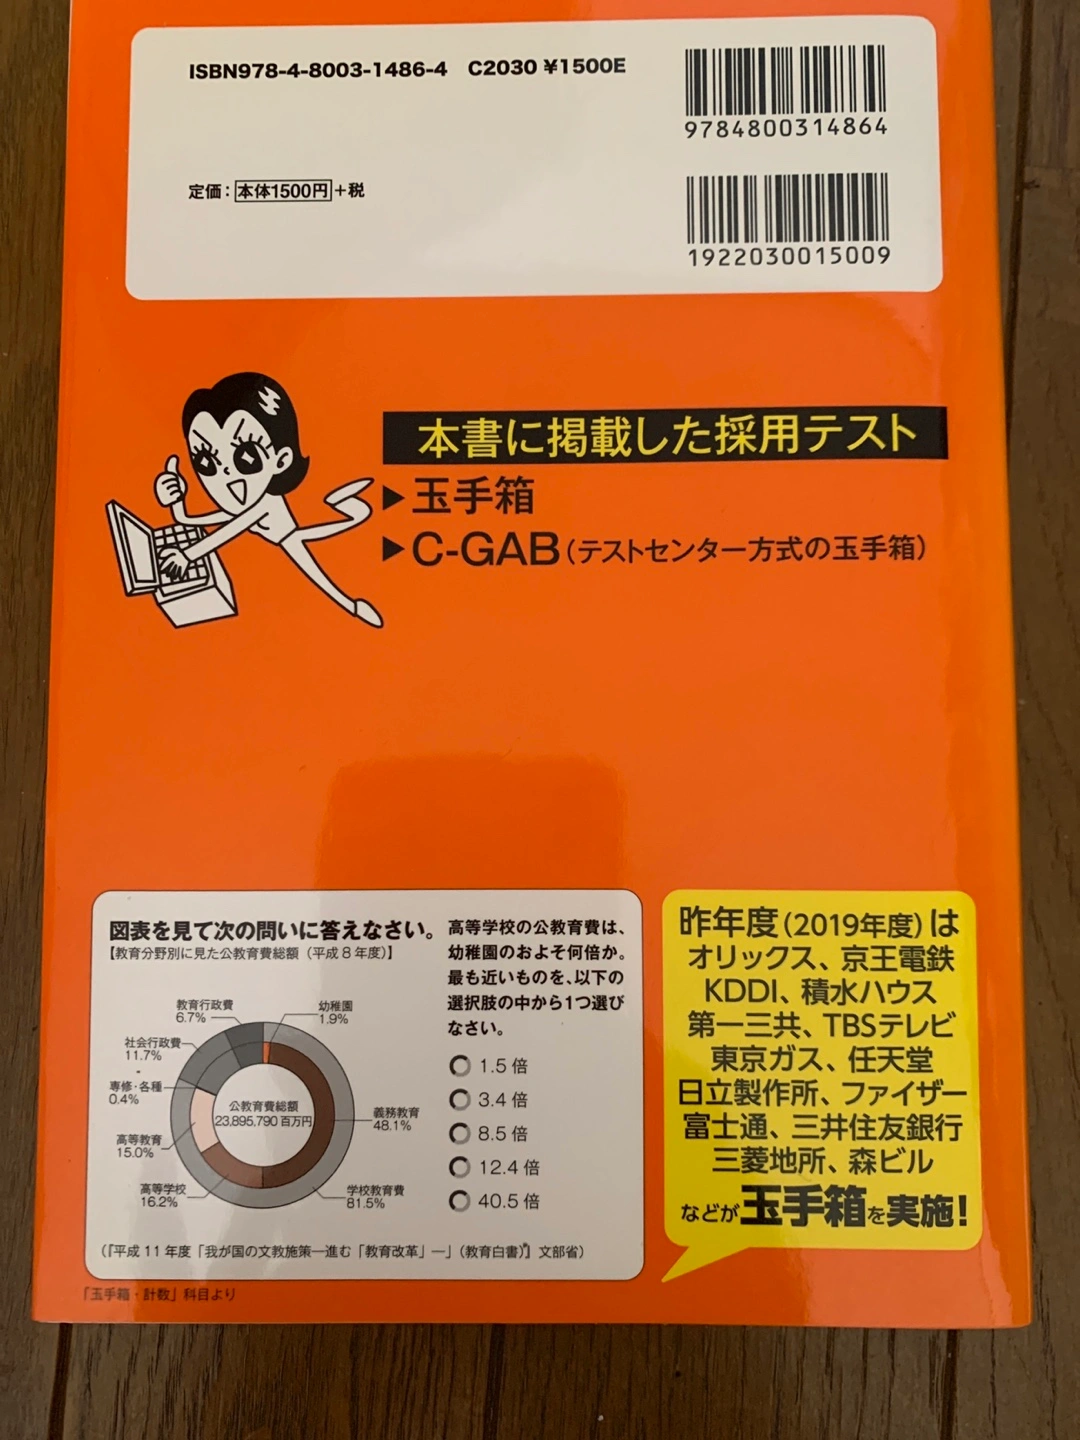 ISBN978-4-8003-1486-4 C2030 ¥1500E
9784800314864
定価：本体1500円+税
1922030015009
本書に掲載した採用テスト
▶玉手箱
▶C-GAB（テストセンター方式の玉手箱）
図表を見て次の問いに答えなさい。
【教育分野別に見た公教育費総額（平成8年度）】
教育行政費
6.7%
幼稚園
1.9%
社会行政費
11.7%
専修・各種
0.4%
公教育費総額
23,895,790百万円
義務教育
48.1%
高等教育
15.0%
高等学校
16.2%
学校教育費
81.5%
（『平成11年度「我が国の文教施策―進む「教育改革」―」（教育白書）』文部省）
高等学校の公教育費は、
幼稚園のおよそ何倍か。
最も近いものを、以下の
選択肢の中から1つ選び
なさい。
1.5倍
3.4倍
8.5倍
12.4倍
40.5倍
「玉手箱・計数」科目より
昨年度（2019年度）は
オリックス、京王電鉄
KDDI、積水ハウス
第一三共、TBSテレビ
東京ガス、任天堂
日立製作所、ファイザー
富士通、三井住友銀行
三菱地所、森ビル
などが玉手箱を実施！